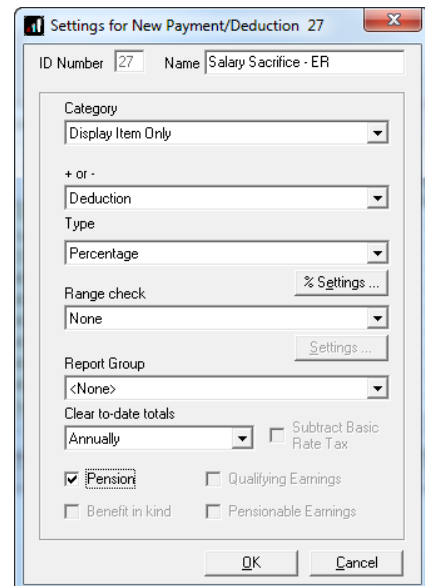 Settings for New Payment/Deduction 27
ID Number 27 Name Salary Sacrifice - ER
Category
Display Item Only
+ or -
Deduction
Type
Percentage
% Settings ...
Range check
None
Settings ...
Report Group
<None>
Clear to-date totals
Annually
Subtract Basic
Rate Tax
Pension
Qualifying Earnings
Benefit in kind
Pensionable Earnings
OK
Cancel